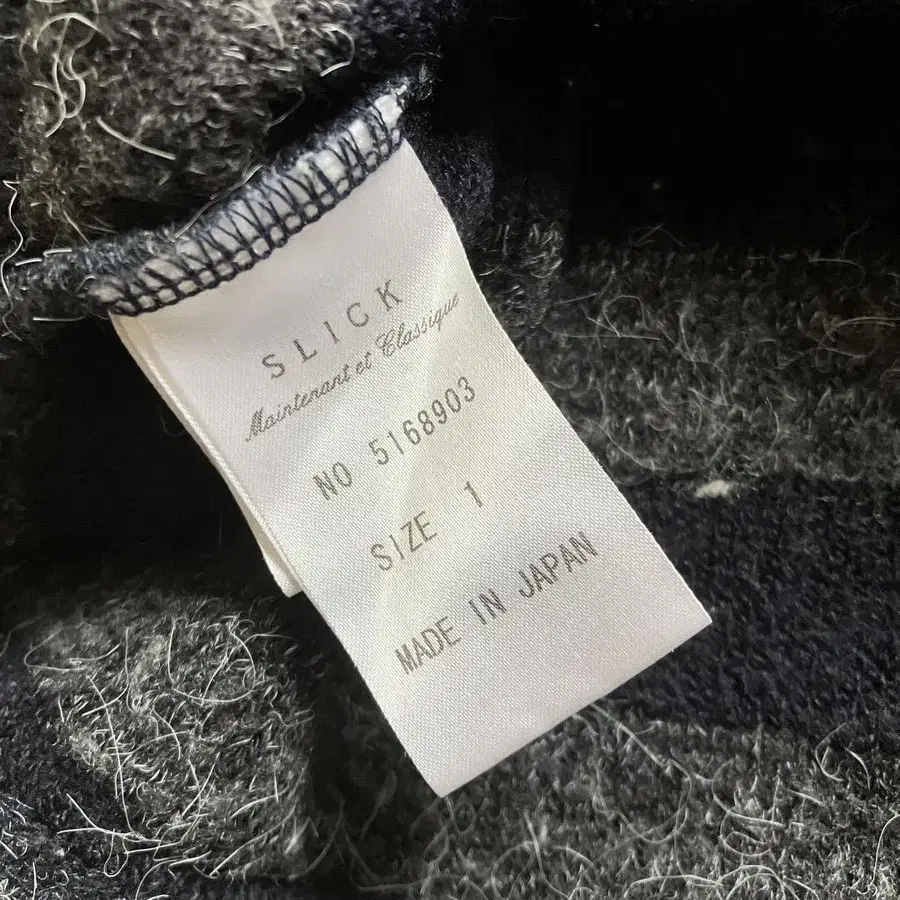 SLICK
Maintenant et Classique
NO 5168903
SIZE 1
MADE IN JAPAN